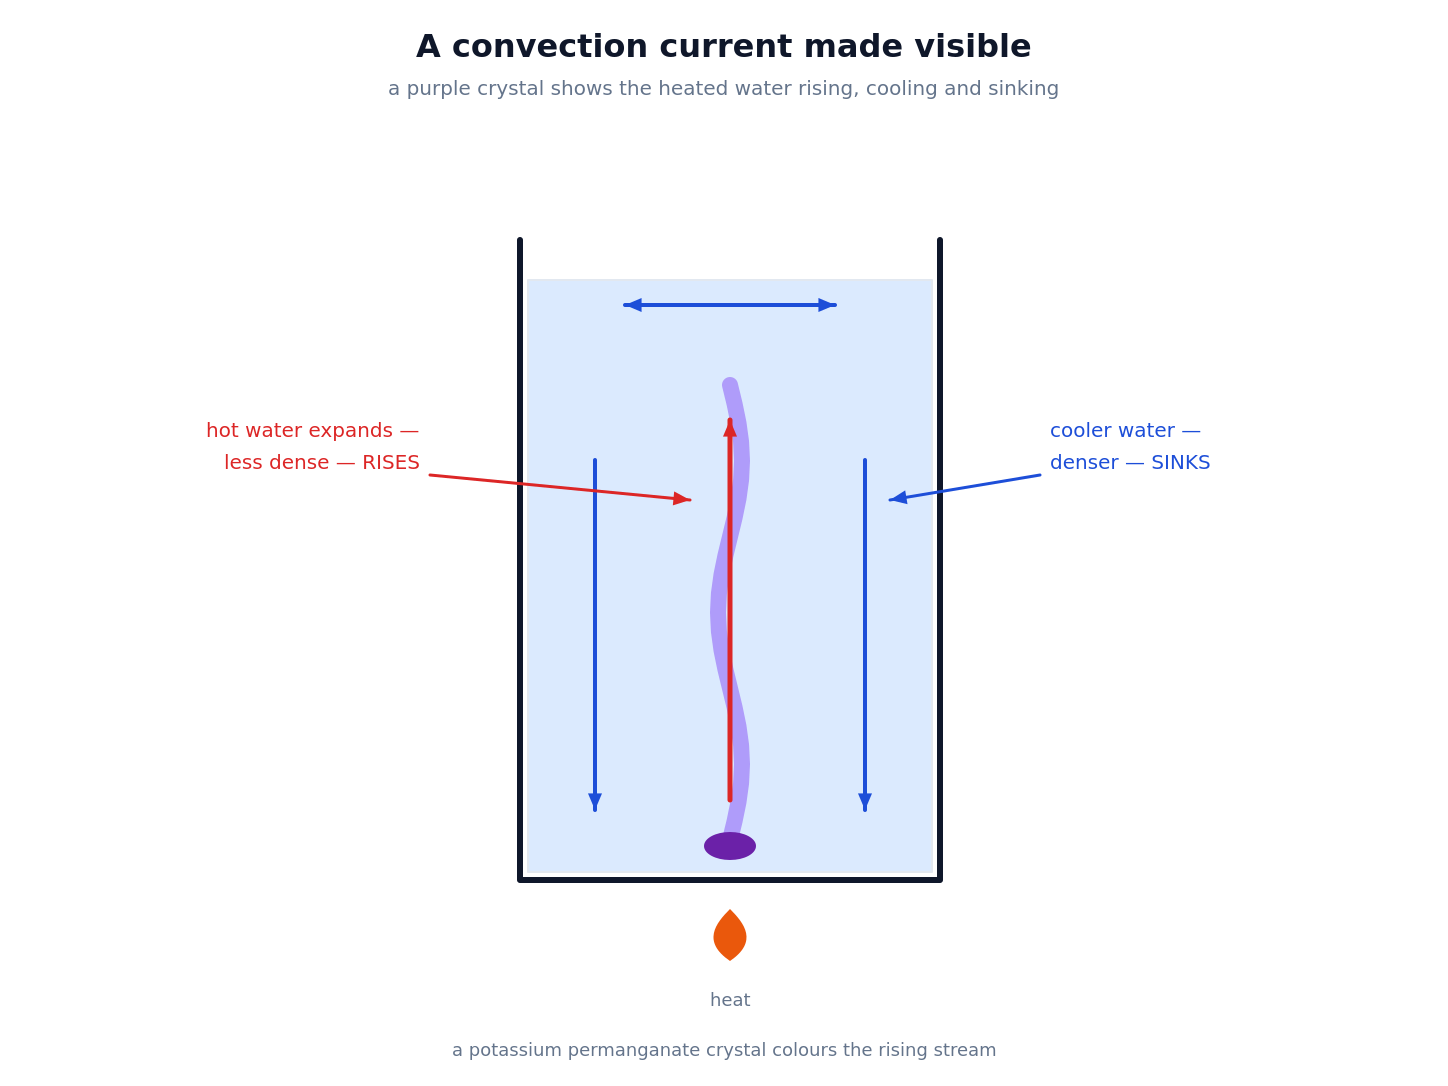 A convection current made visible
a purple crystal shows the heated water rising, cooling and sinking
hot water expands —
less dense — RISES
cooler water —
denser — SINKS
heat
a potassium permanganate crystal colours the rising stream